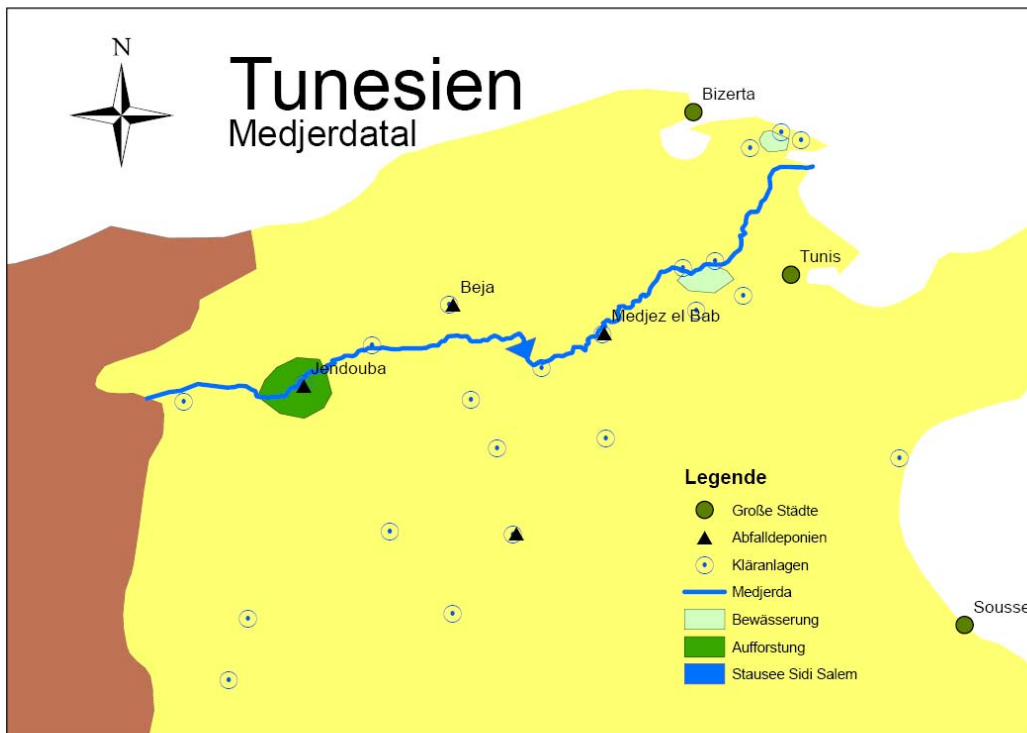 N
Tunesien
Medjerdatal
Bizerta
Tunis
Beja
Medjez el Bab
Jendouba
Legende
Große Städte
Abfalldeponien
Kläranlagen
Medjerda
Bewässerung
Aufforstung
Stausee Sidi Salem
Sousse